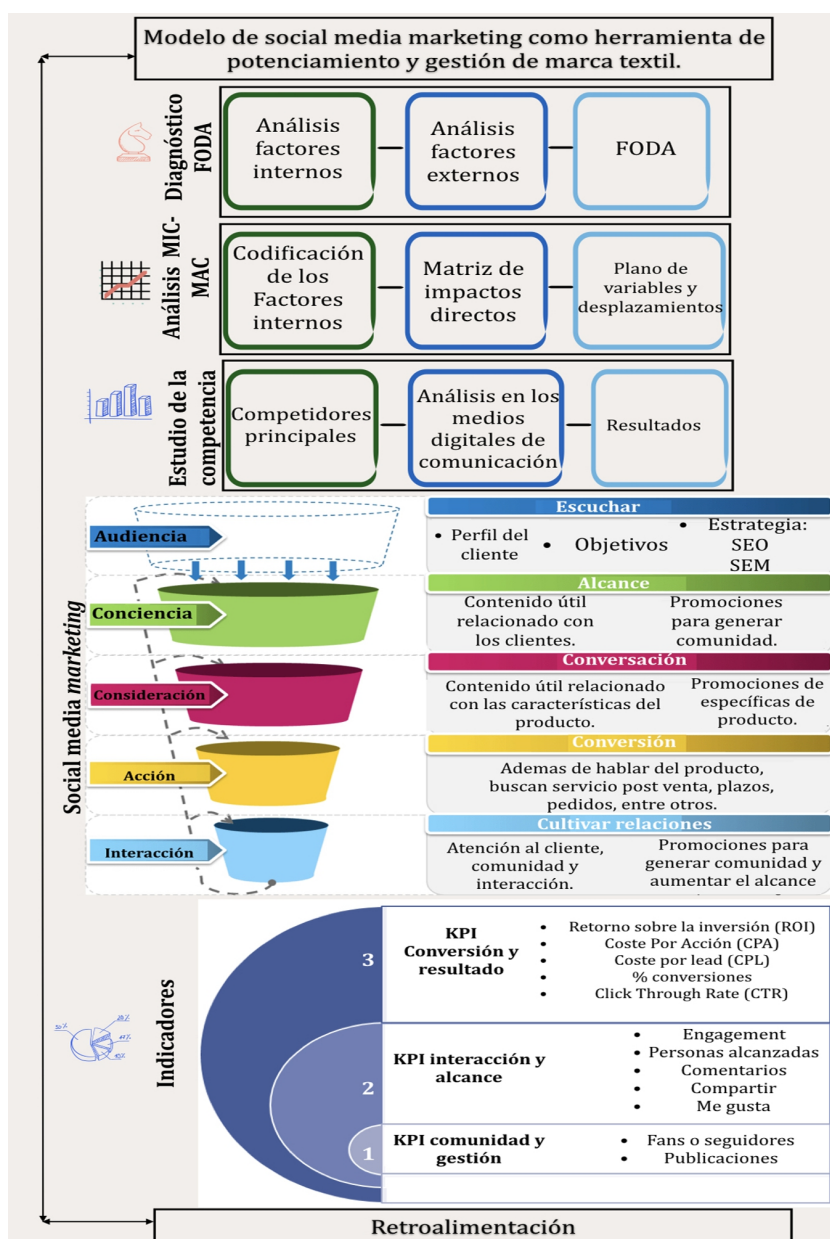 Modelo de social media marketing como herramienta de
potenciamiento y gestión de marca textil.
Diagnóstico
FODA
Análisis
factores
internos
Análisis
factores
externos
FODA
Análisis MIC-
MAC
Codificación
de los
Factores
internos
Matriz de
impactos
directos
Plano de
variables y
desplazamientos
Estudio de la
competencia
Competidores
principales
Análisis en los
medios
digitales de
comunicación
Resultados
Social media marketing
Audiencia
Escuchar
• Perfil del
cliente
• Objetivos
• Estrategia:
SEO
SEM
Conciencia
Alcance
Contenido útil
relacionado con
los clientes.
Promociones
para generar
comunidad.
Consideración
Conversación
Contenido útil relacionado
con las características del
producto.
Promociones de
específicas de
producto.
Acción
Conversión
Ademas de hablar del producto,
buscan servicio post venta, plazos,
pedidos, entre otros.
Interacción
Cultivar relaciones
Atención al cliente,
comunidad y
interacción.
Promociones para
generar comunidad y
aumentar el alcance
Indicadores
3
KPI
Conversión y
resultado
• Retorno sobre la inversión (ROI)
• Coste Por Acción (CPA)
• Coste por lead (CPL)
• % conversiones
• Click Through Rate (CTR)
2
KPI interacción y
alcance
• Engagement
• Personas alcanzadas
• Comentarios
• Compartir
• Me gusta
1
KPI comunidad y
gestión
• Fans o seguidores
• Publicaciones
Retroalimentación